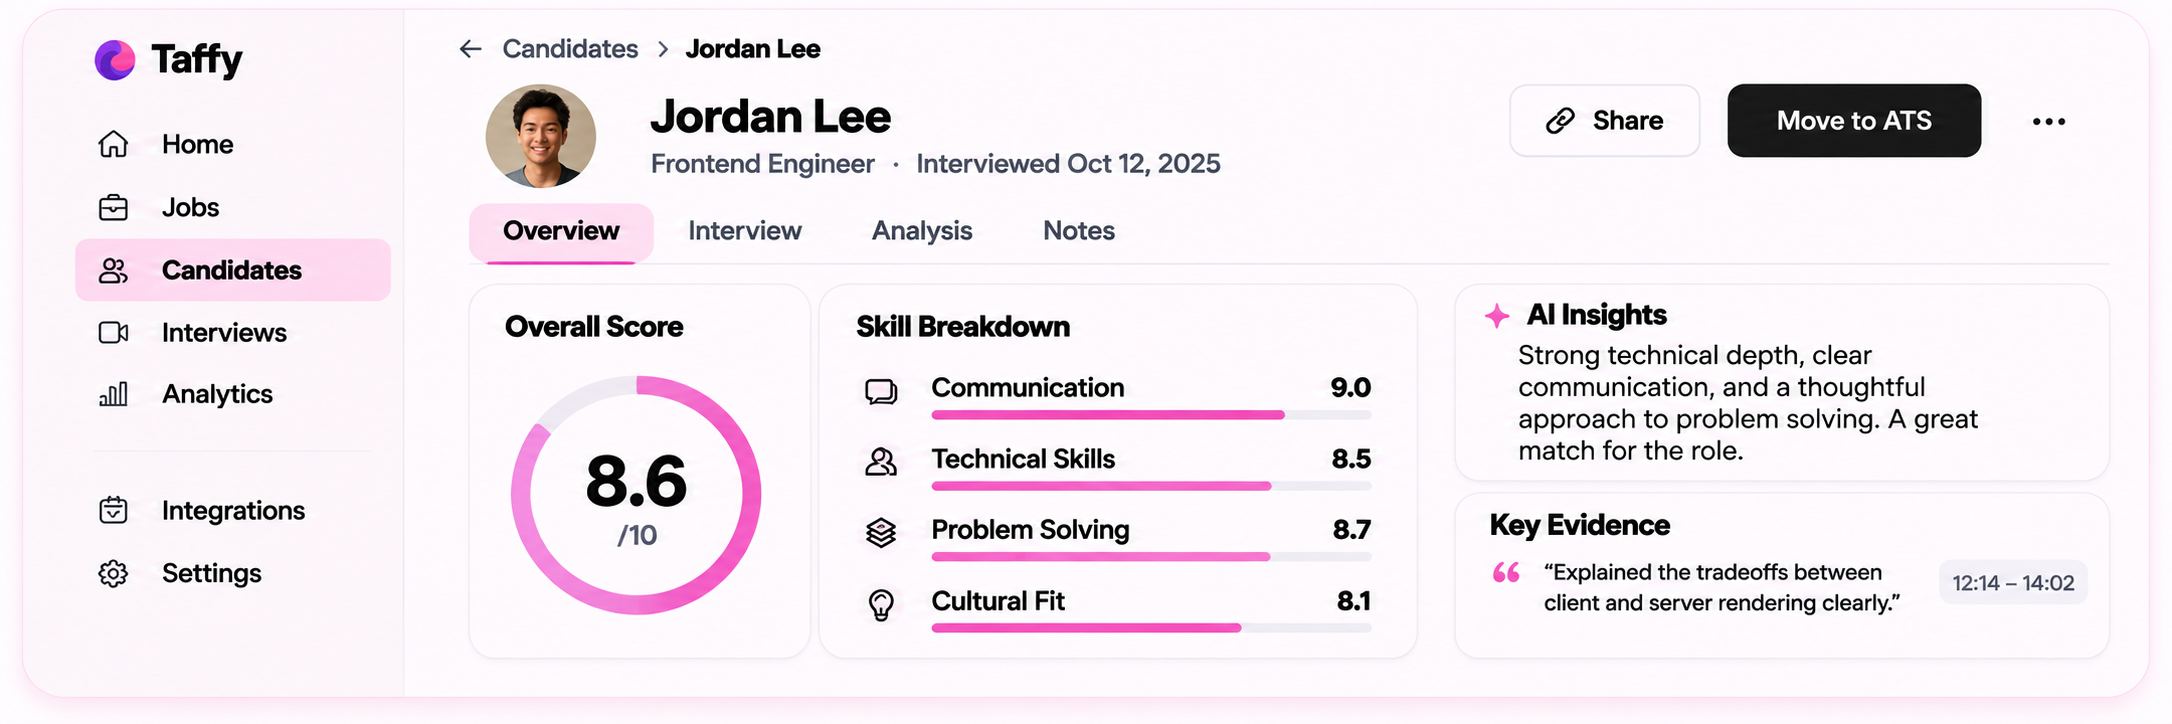 Taffy
Home
Jobs
Candidates
Interviews
Analytics
Integrations
Settings
Candidates
Jordan Lee
Jordan Lee
Frontend Engineer · Interviewed Oct 12, 2025
Share
Move to ATS
Overview
Interview
Analysis
Notes
Overall Score
8.6
/10
Skill Breakdown
Communication 9.0
Technical Skills 8.5
Problem Solving 8.7
Cultural Fit 8.1
AI Insights
Strong technical depth, clear
communication, and a thoughtful
approach to problem solving. A great
match for the role.
Key Evidence
“Explained the tradeoffs between
client and server rendering clearly.”
12:14 – 14:02